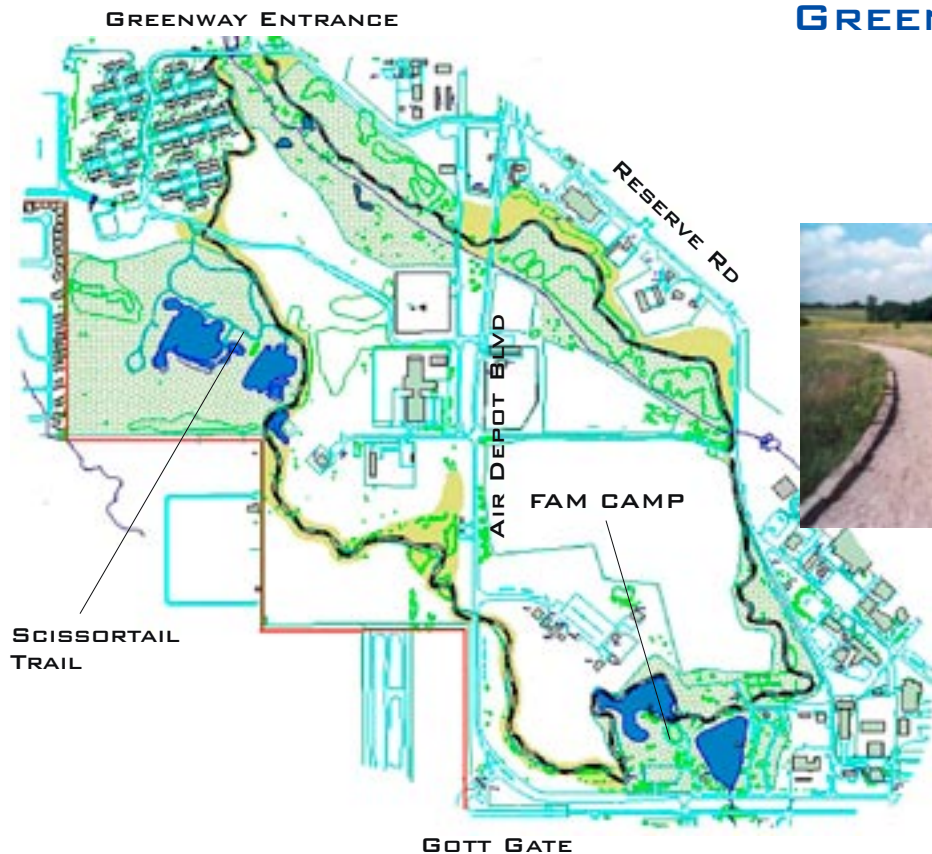 Greenway Entrance
Green
Reserve Rd
Air Depot Blvd
FAM CAMP
Scissortail
Trail
Gott Gate